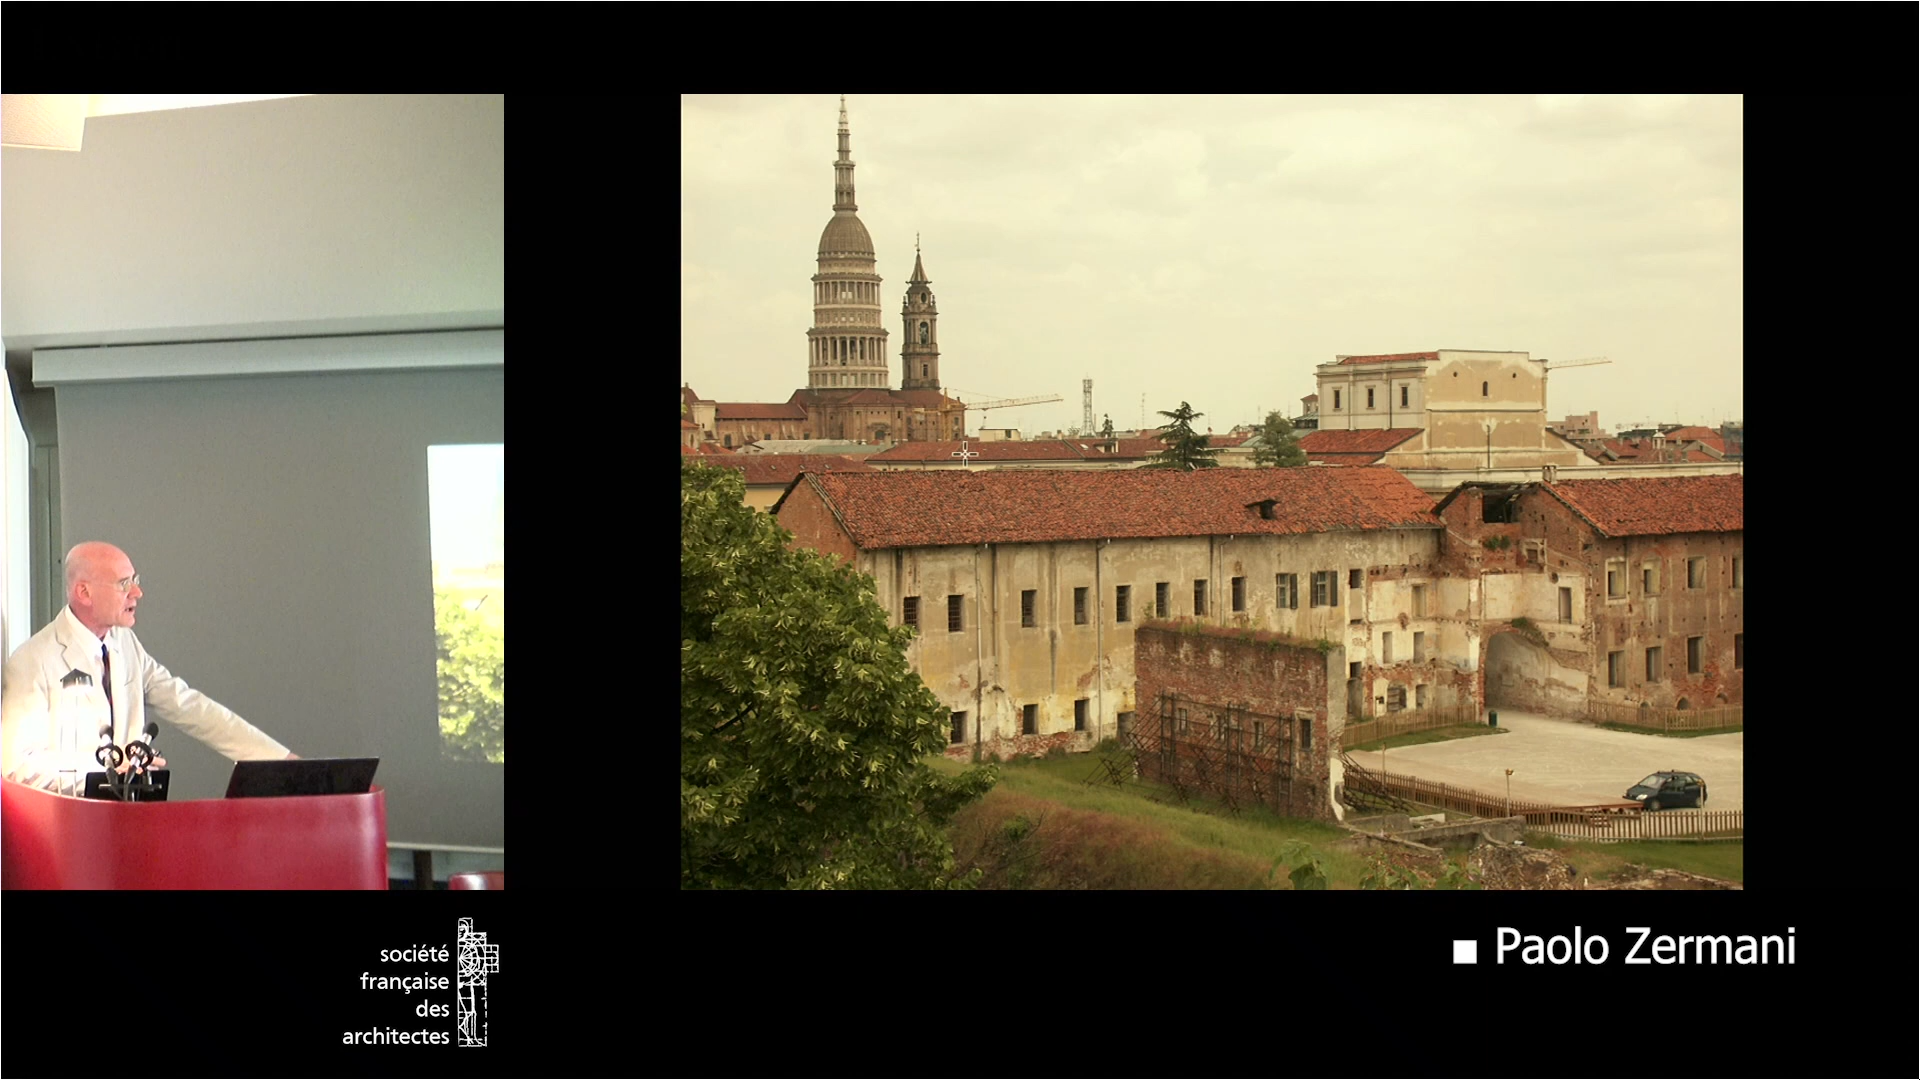 société
française
des
architectes
Paolo Zermani